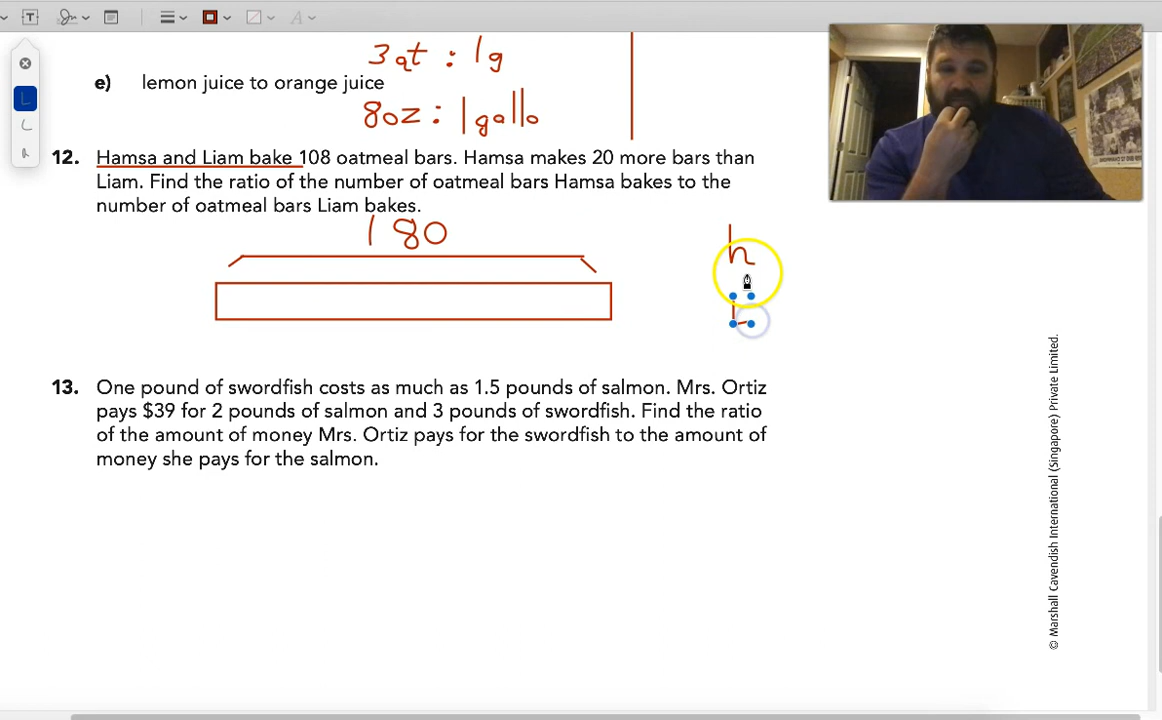 3 qt : 1g
e) lemon juice to orange juice
8oz : 1 gallo
12. Hamsa and Liam bake 108 oatmeal bars. Hamsa makes 20 more bars than
Liam. Find the ratio of the number of oatmeal bars Hamsa bakes to the
number of oatmeal bars Liam bakes.
180
h
L
13. One pound of swordfish costs as much as 1.5 pounds of salmon. Mrs. Ortiz
pays $39 for 2 pounds of salmon and 3 pounds of swordfish. Find the ratio
of the amount of money Mrs. Ortiz pays for the swordfish to the amount of
money she pays for the salmon.
© Marshall Cavendish International (Singapore) Private Limited.